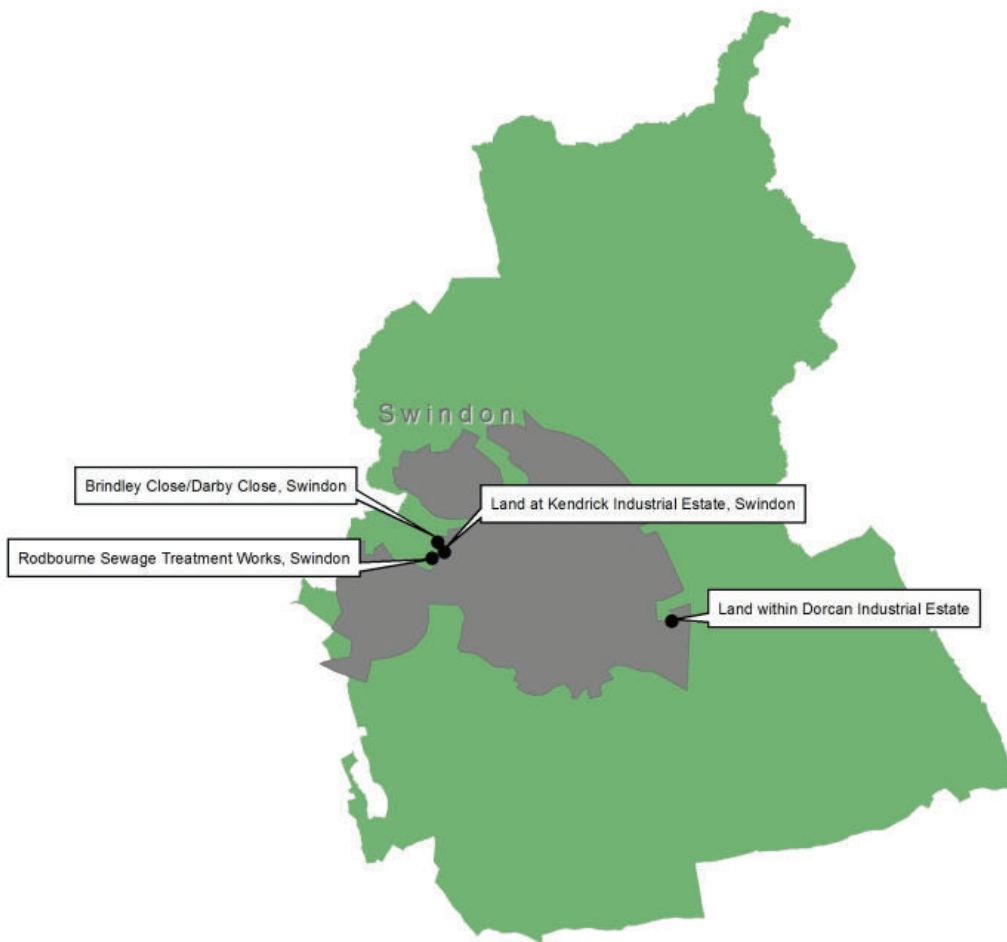 Swindon
Brindley Close/Darby Close, Swindon
Land at Kendrick Industrial Estate, Swindon
Rodbourne Sewage Treatment Works, Swindon
Land within Dorcan Industrial Estate